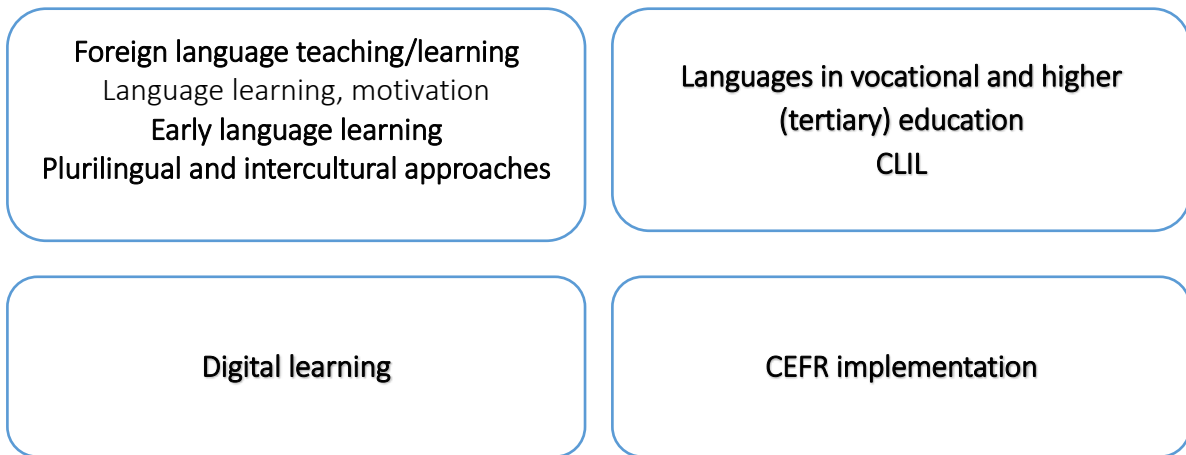 Foreign language teaching/learning
Language learning, motivation
Early language learning
Plurilingual and intercultural approaches
Languages in vocational and higher
(tertiary) education
CLIL
Digital learning
CEFR implementation